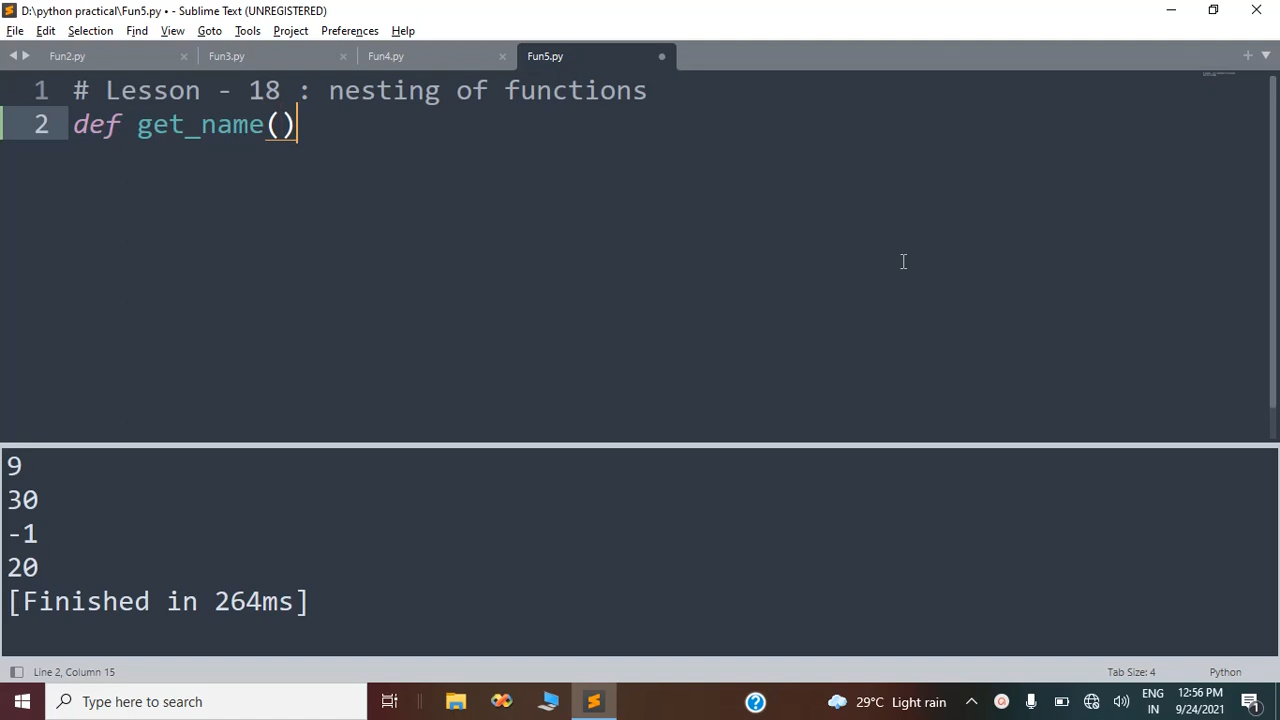 D:\python practical\Fun5.py • - Sublime Text (UNREGISTERED)
File Edit Selection Find View Goto Tools Project Preferences Help
Fun2.py Fun3.py Fun4.py Fun5.py
1 # Lesson - 18 : nesting of functions
2 def get_name()
9
30
-1
20
[Finished in 264ms]
Line 2, Column 15 Tab Size: 4 Python
Type here to search 29°C Light rain ENG IN 12:56 PM 9/24/2021 1